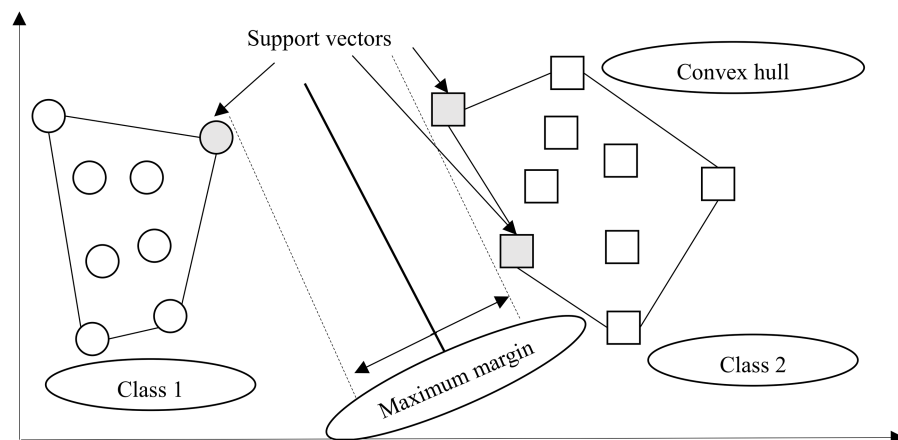 Support vectors
Convex hull
Maximum margin
Class 1
Class 2